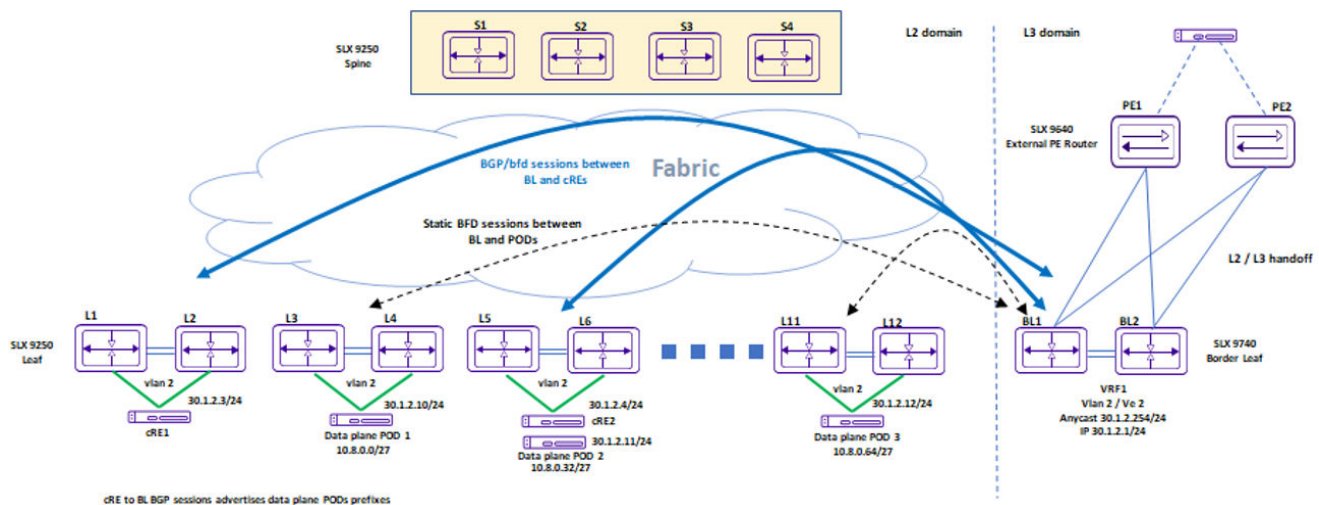 S1
S2
S3
S4
SLX 9250
Spine
L2 domain
L3 domain
PE1
PE2
SLX 9640
External PE Router
BGP/bfd sessions between
BL and cREs
Fabric
Static BFD sessions between
BL and PODs
L2 / L3 handoff
L1
L2
L3
L4
L5
L6
L11
L12
BL1
BL2
SLX 9250
Leaf
SLX 9740
Border Leaf
vlan 2
vlan 2
vlan 2
vlan 2
30.1.2.3/24
30.1.2.10/24
30.1.2.4/24
30.1.2.12/24
cRE1
Data plane POD 1
10.8.0.0/27
cRE2
30.1.2.11/24
Data plane POD 2
10.8.0.32/27
Data plane POD 3
10.8.0.64/27
VRF1
Vlan 2 / Ve 2
Anycast 30.1.2.254/24
IP 30.1.2.1/24
cRE to BL BGP sessions advertises data plane PODs prefixes